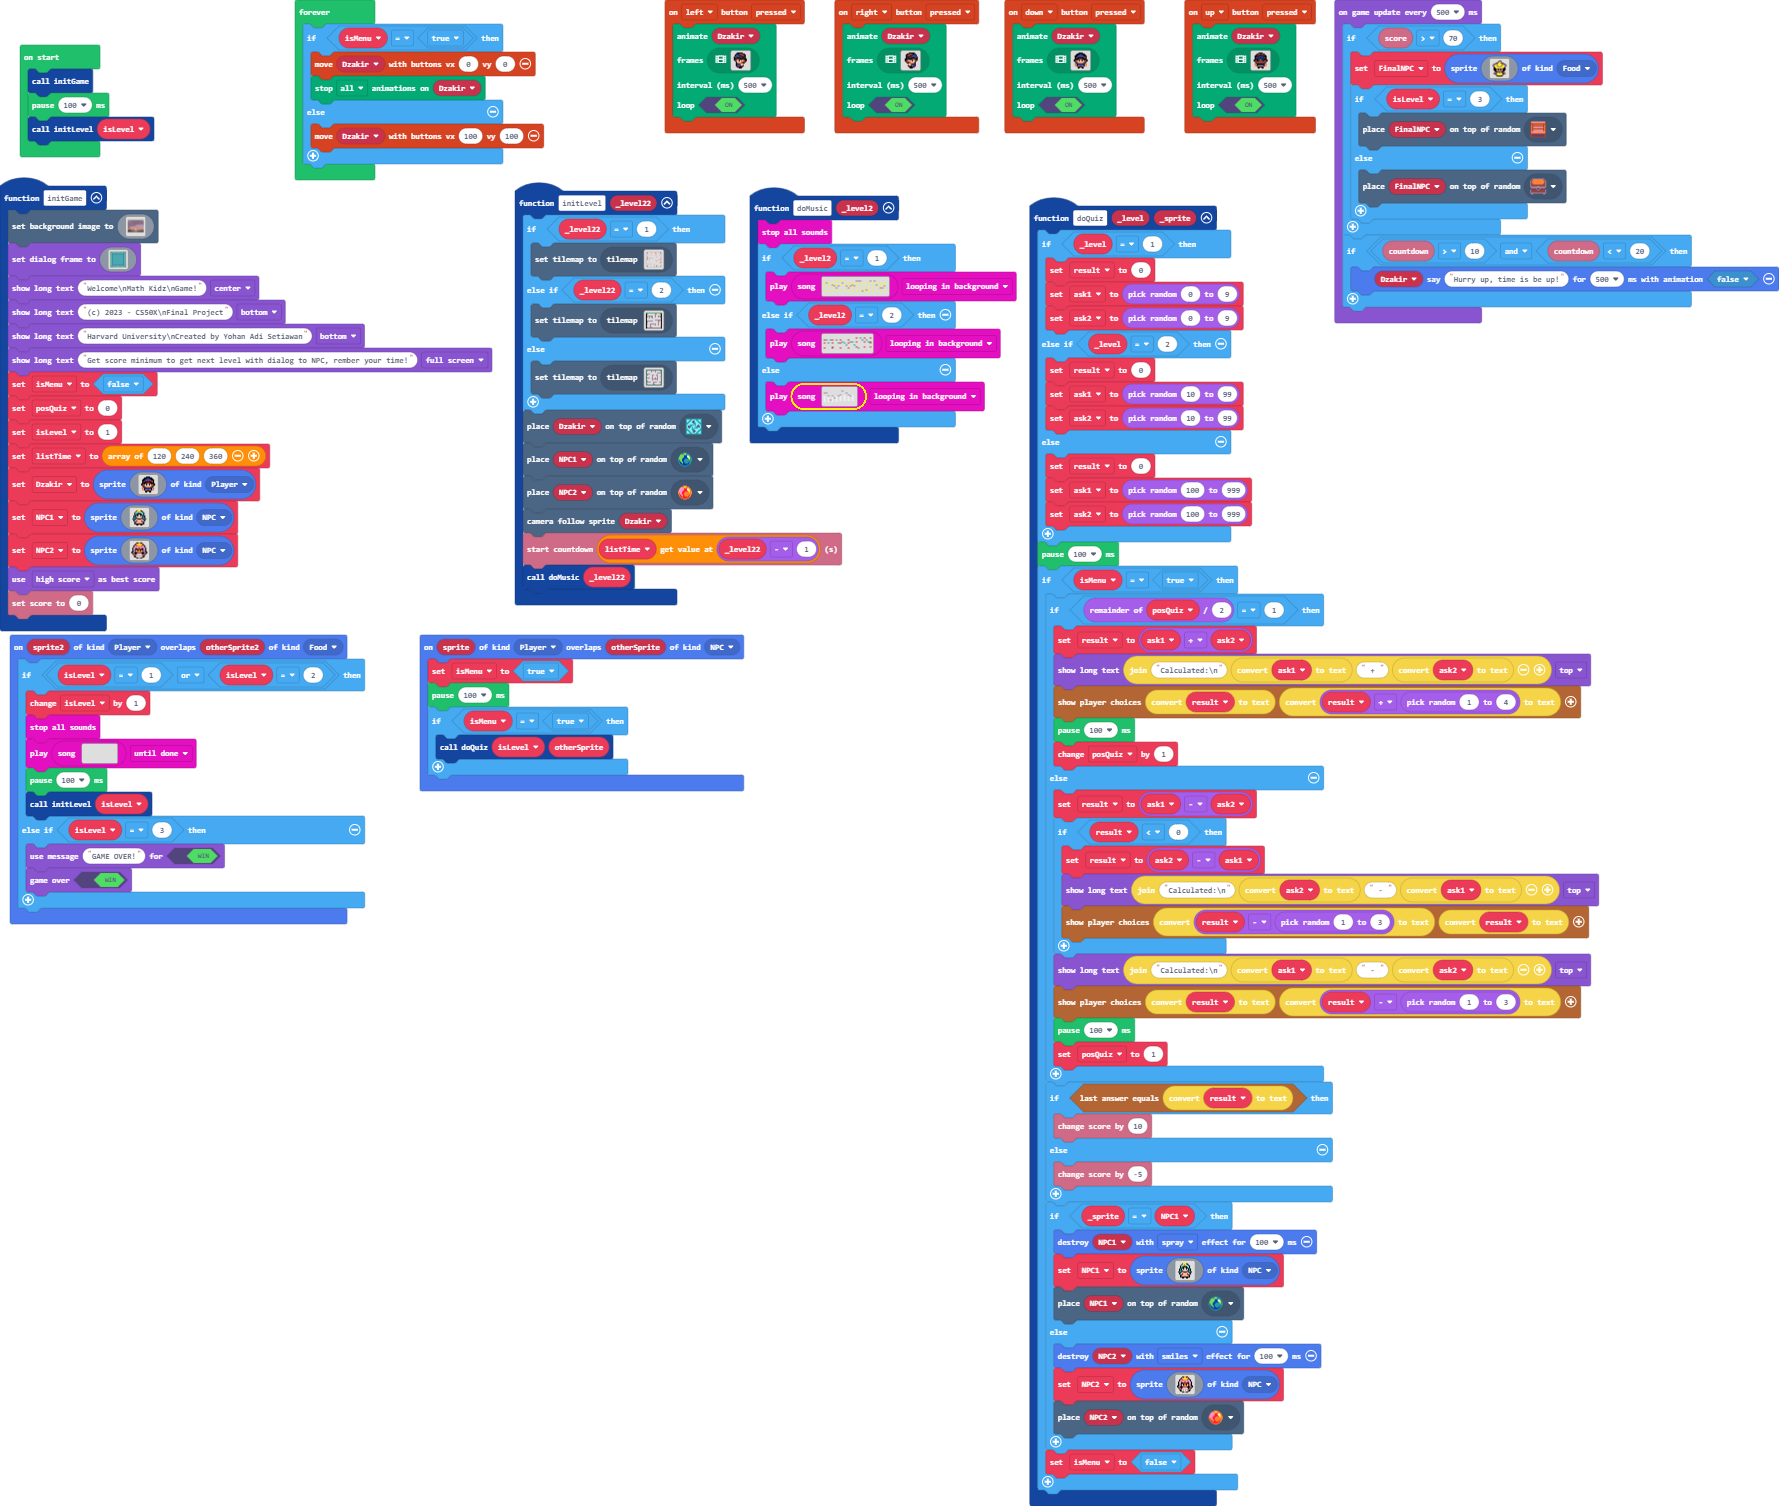 on start
call initGame
pause 100 ms
call initLevel isLevel
forever
if isMenu = true then
move Dzakir with buttons vx 0 vy 0
stop all animations on Dzakir
else
move Dzakir with buttons vx 100 vy 100
on left button pressed
animate Dzakir
frames
interval (ms) 500
loop ON
on right button pressed
animate Dzakir
frames
interval (ms) 500
loop ON
on down button pressed
animate Dzakir
frames
interval (ms) 500
loop ON
on up button pressed
animate Dzakir
frames
interval (ms) 500
loop ON
on game update every 500 ms
if score > 70 then
set FinalNPC to sprite of kind Food
if isLevel = 3 then
place FinalNPC on top of random
else
place FinalNPC on top of random
if countdown > 10 and countdown < 20 then
Dzakir say "Hurry up, time is be up!" for 500 ms with animation false
function initGame
set background image to
set dialog frame to
show long text "Welcome\nMath Kidz\nGame!" center
show long text "(c) 2023 - CS50X\nFinal Project" bottom
show long text "Harvard University\nCreated by Yohan Adi Setiawan" bottom
show long text "Get score minimum to get next level with dialog to NPC, rember your time!" full screen
set isMenu to false
set posQuiz to 0
set isLevel to 1
set listTime to array of 120 240 360
set Dzakir to sprite of kind Player
set NPC1 to sprite of kind NPC
set NPC2 to sprite of kind NPC
use high score as best score
set score to 0
function initLevel _level22
if _level22 = 1 then
set tilemap to tilemap
else if _level22 = 2 then
set tilemap to tilemap
else
set tilemap to tilemap
place Dzakir on top of random
place NPC1 on top of random
place NPC2 on top of random
camera follow sprite Dzakir
start countdown listTime get value at _level22 - 1 (s)
call doMusic _level22
function doMusic _level2
stop all sounds
if _level2 = 1 then
play song looping in background
else if _level2 = 2 then
play song looping in background
else
play song looping in background
function doQuiz _level _sprite
if _level = 1 then
set result to 0
set ask1 to pick random 0 to 9
set ask2 to pick random 0 to 9
else if _level = 2 then
set result to 0
set ask1 to pick random 10 to 99
set ask2 to pick random 10 to 99
else
set result to 0
set ask1 to pick random 100 to 999
set ask2 to pick random 100 to 999
pause 100 ms
if isMenu = true then
if remainder of posQuiz / 2 = 1 then
set result to ask1 + ask2
show long text join "Calculated:\n" convert ask1 to text " + " convert ask2 to text top
show player choices convert result to text convert result + pick random 1 to 4 to text
pause 100 ms
change posQuiz by 1
else
set result to ask1 - ask2
if result < 0 then
set result to ask2 - ask1
show long text join "Calculated:\n" convert ask2 to text " - " convert ask1 to text top
show player choices convert result - pick random 1 to 3 to text convert result to text
show long text join "Calculated:\n" convert ask1 to text " - " convert ask2 to text top
show player choices convert result to text convert result - pick random 1 to 3 to text
pause 100 ms
set posQuiz to 1
if last answer equals convert result to text then
change score by 10
else
change score by -5
if _sprite = NPC1 then
destroy NPC1 with spray effect for 100 ms
set NPC1 to sprite of kind NPC
place NPC1 on top of random
else
destroy NPC2 with smiles effect for 100 ms
set NPC2 to sprite of kind NPC
place NPC2 on top of random
set isMenu to false
on sprite2 of kind Player overlaps otherSprite2 of kind Food
if isLevel = 1 or isLevel = 2 then
change isLevel by 1
stop all sounds
play song until done
pause 100 ms
call initLevel isLevel
else if isLevel = 3 then
use message "GAME OVER!" for WIN
game over WIN
on sprite of kind Player overlaps otherSprite of kind NPC
set isMenu to true
pause 100 ms
if isMenu = true then
call doQuiz isLevel otherSprite